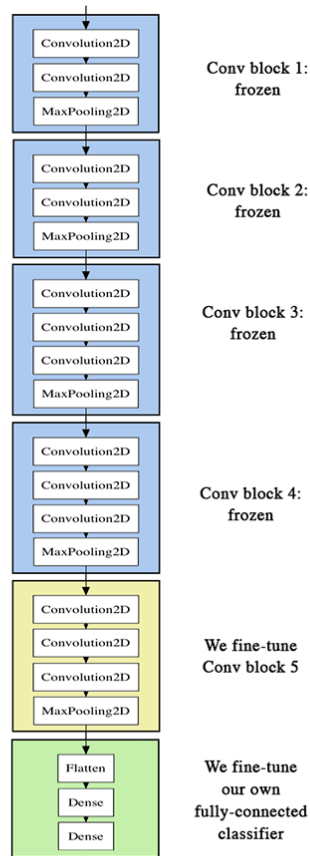 Convolution2D
Convolution2D
MaxPooling2D
Conv block 1:
frozen
Convolution2D
Convolution2D
MaxPooling2D
Conv block 2:
frozen
Convolution2D
Convolution2D
Convolution2D
MaxPooling2D
Conv block 3:
frozen
Convolution2D
Convolution2D
Convolution2D
MaxPooling2D
Conv block 4:
frozen
Convolution2D
Convolution2D
Convolution2D
MaxPooling2D
We fine-tune
Conv block 5
Flatten
Dense
Dense
We fine-tune
our own
fully-connected
classifier